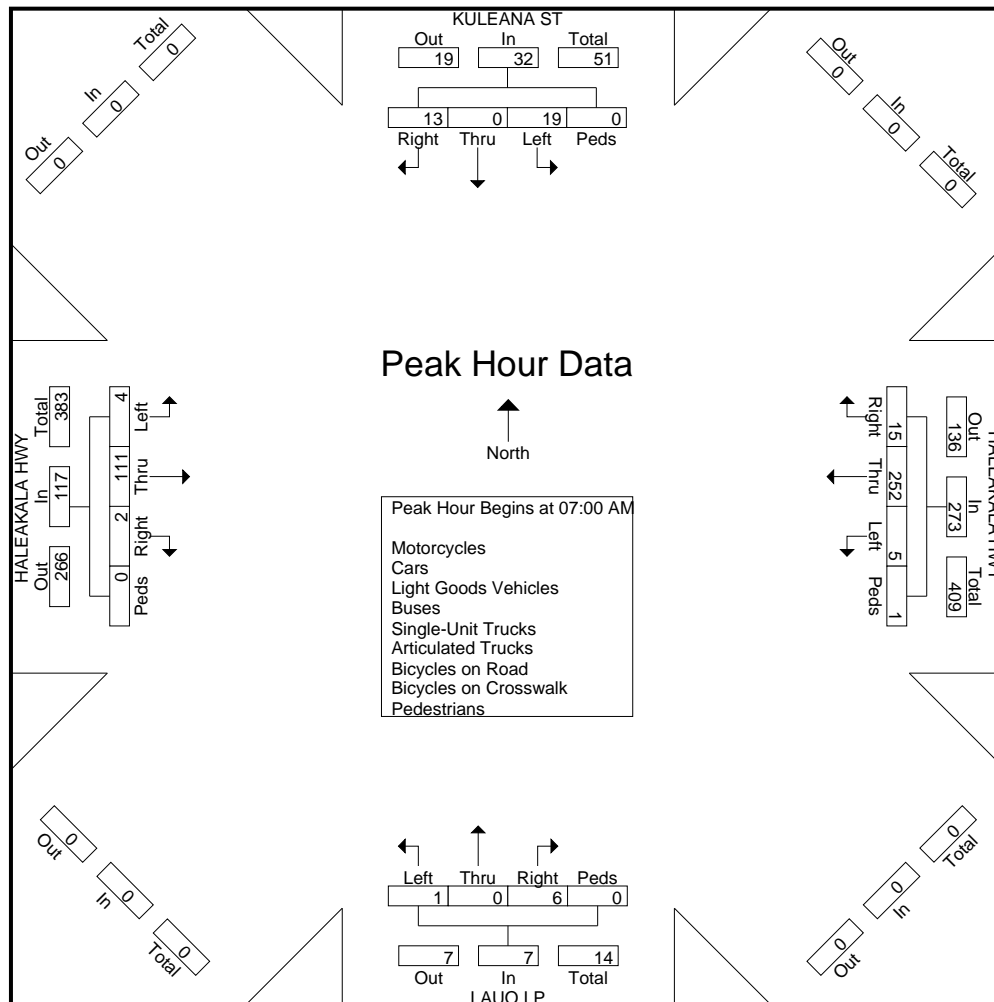 KULEANA ST
Out In Total
19 32 51
13 0 19 0
Right Thru Left Peds
Total 0
In 0
Out 0
Out 0
In 0
Total 0
Peak Hour Data
North
Peak Hour Begins at 07:00 AM
Motorcycles
Cars
Light Goods Vehicles
Buses
Single-Unit Trucks
Articulated Trucks
Bicycles on Road
Bicycles on Crosswalk
Pedestrians
HALEAKALA HWY
Out In Total
266 117 383
0 2 111 4
Peds Right Thru Left
Right Thru Left Peds
15 252 5 1
136 273 409
Out In Total
HALEAKALA HWY
Left Thru Right Peds
1 0 6 0
7 7 14
Out In Total
LAUO LP
Out 0
In 0
Total 0
Total 0
In 0
Out 0